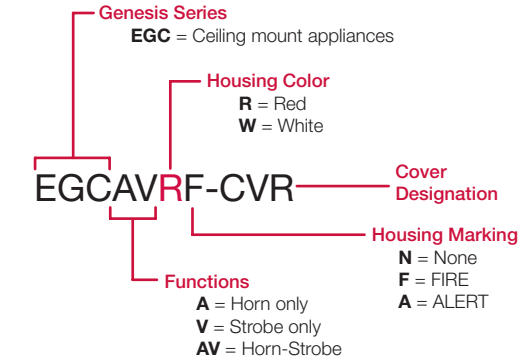 Genesis Series
EGC = Ceiling mount appliances
Housing Color
R = Red
W = White
EGCAVRF-CVR
Cover
Designation
Housing Marking
N = None
F = FIRE
A = ALERT
Functions
A = Horn only
V = Strobe only
AV = Horn-Strobe